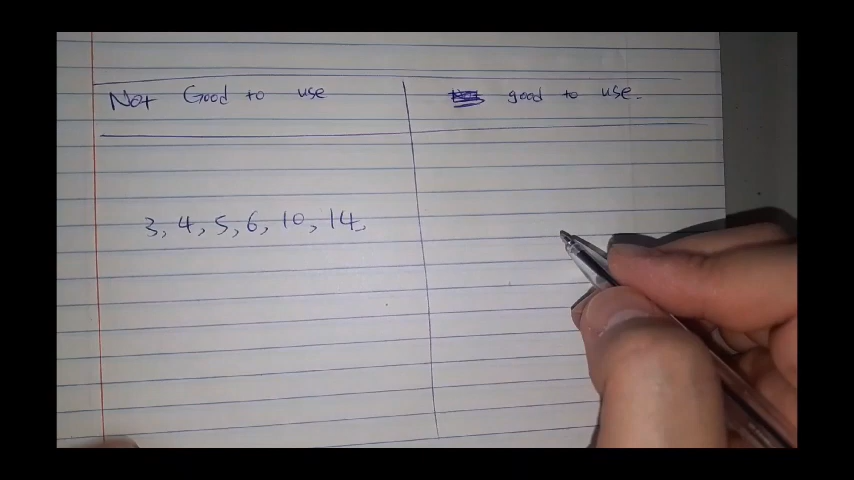 Not Good to use
good to use.
3, 4, 5, 6, 10, 14,